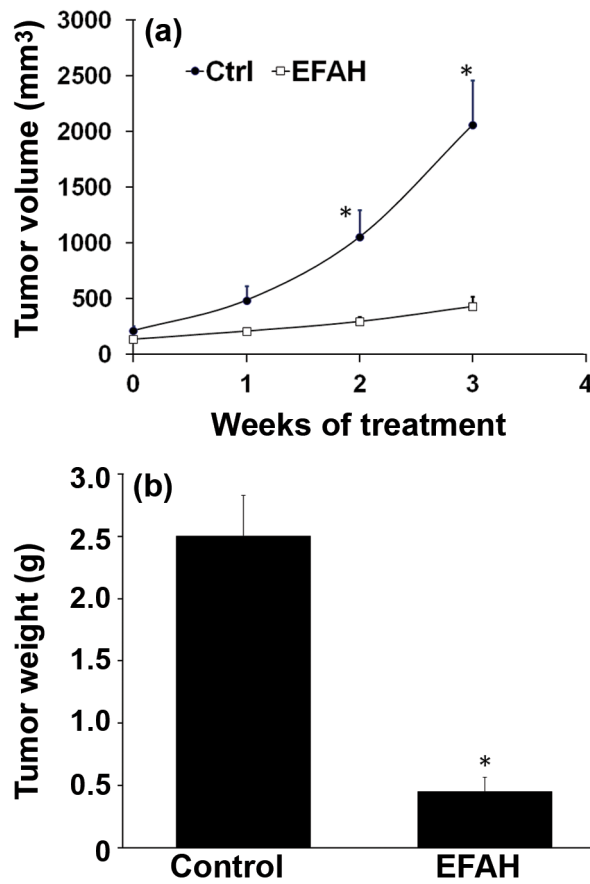 (a)
Ctrl EFAH
Tumor volume (mm³)
3000
2500
2000
1500
1000
500
0
*
*
0 1 2 3 4
Weeks of treatment
(b)
Tumor weight (g)
3.0
2.5
2.0
1.5
1.0
0.5
0
*
Control EFAH